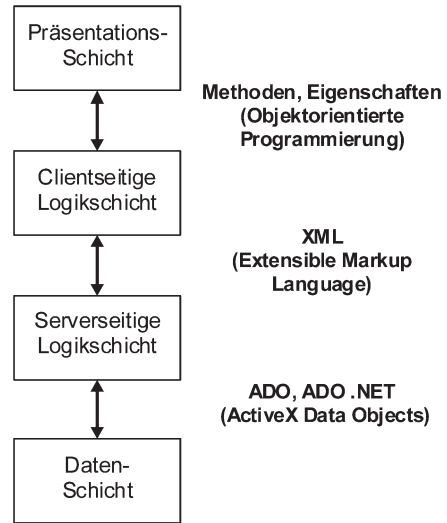 Präsentations-
Schicht
Methoden, Eigenschaften
(Objektorientierte
Programmierung)
Clientseitige
Logikschicht
XML
(Extensible Markup
Language)
Serverseitige
Logikschicht
ADO, ADO .NET
(ActiveX Data Objects)
Daten-
Schicht